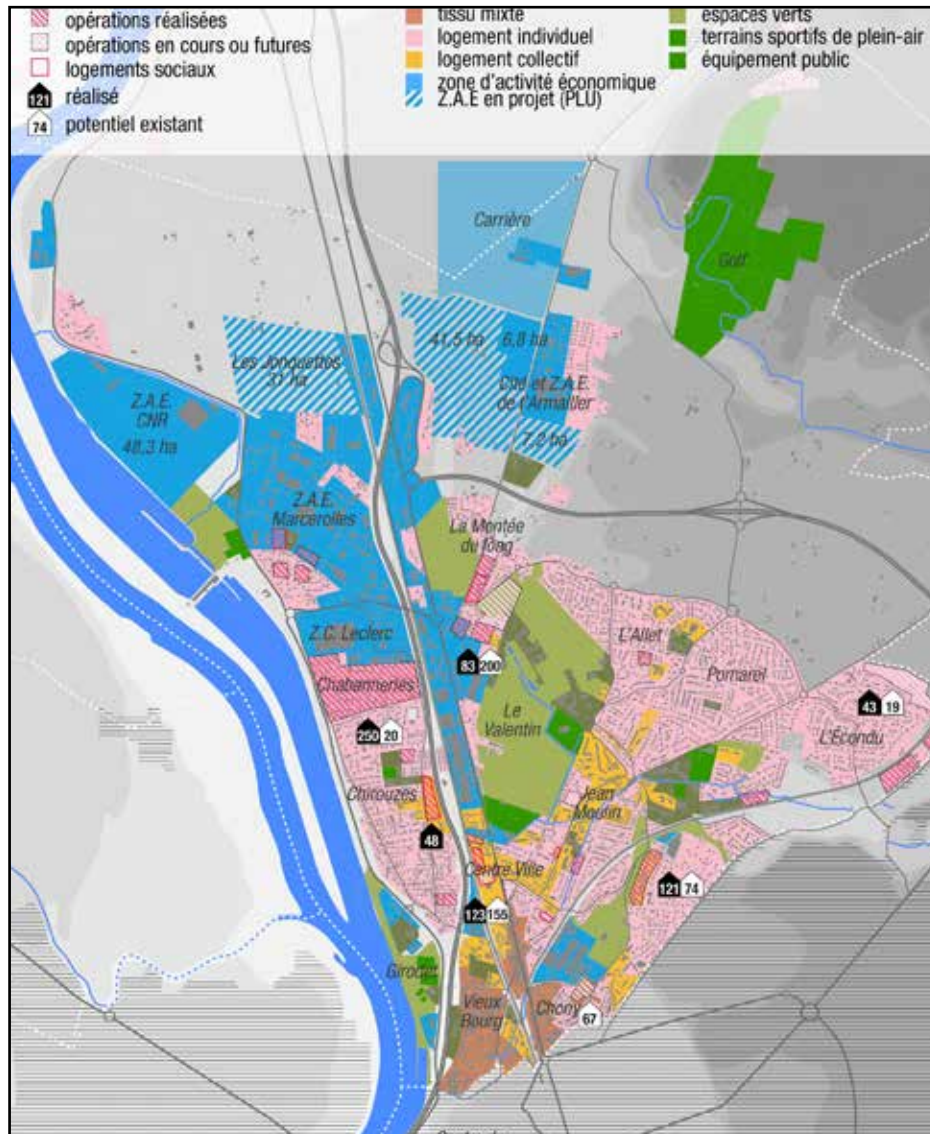 opérations réalisées
opérations en cours ou futures
logements sociaux
121 réalisé
74 potentiel existant
tissu mixte
logement individuel
logement collectif
zone d'activité économique
Z.A.E en projet (PLU)
espaces verts
terrains sportifs de plein-air
équipement public
Carrière
Golf
Les Jonquettes
31 ha
41,5 ha
6,8 ha
Cité et Z.A.E.
de l'Armailler
7,2 ha
Z.A.E.
CNR
48,3 ha
Z.A.E.
Marcerolles
La Montée
du long
Z.C. Leclerc
L'Allet
Pomarel
83 200
Chabanneries
43 19
L'Écondu
Le
Valentin
250 20
Chirouzes
Jean
Moulin
48
Centre Ville
121 74
123 155
Girodet
Vieux
Bourg
Chony
67